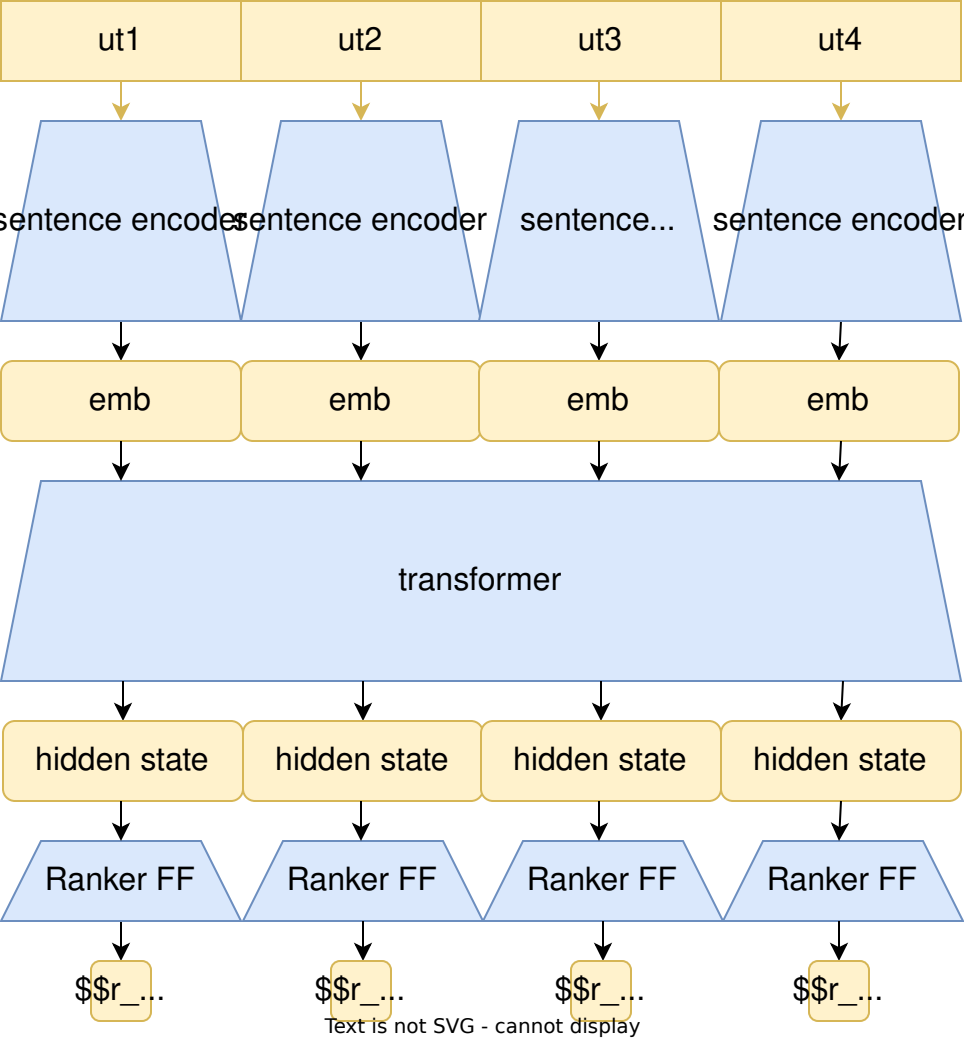 ut1 ut2 ut3 ut4
sentence encoder sentence encoder sentence... sentence encoder
emb emb emb emb
transformer
hidden state hidden state hidden state hidden state
Ranker FF Ranker FF Ranker FF Ranker FF
$$r_... $$r_... $$r_... $$r_...
Text is not SVG - cannot display